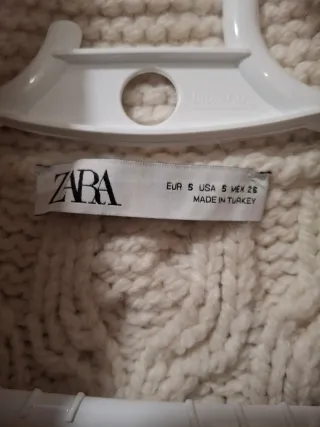 ZARA
EUR S USA S MEX 26
MADE IN TURKEY